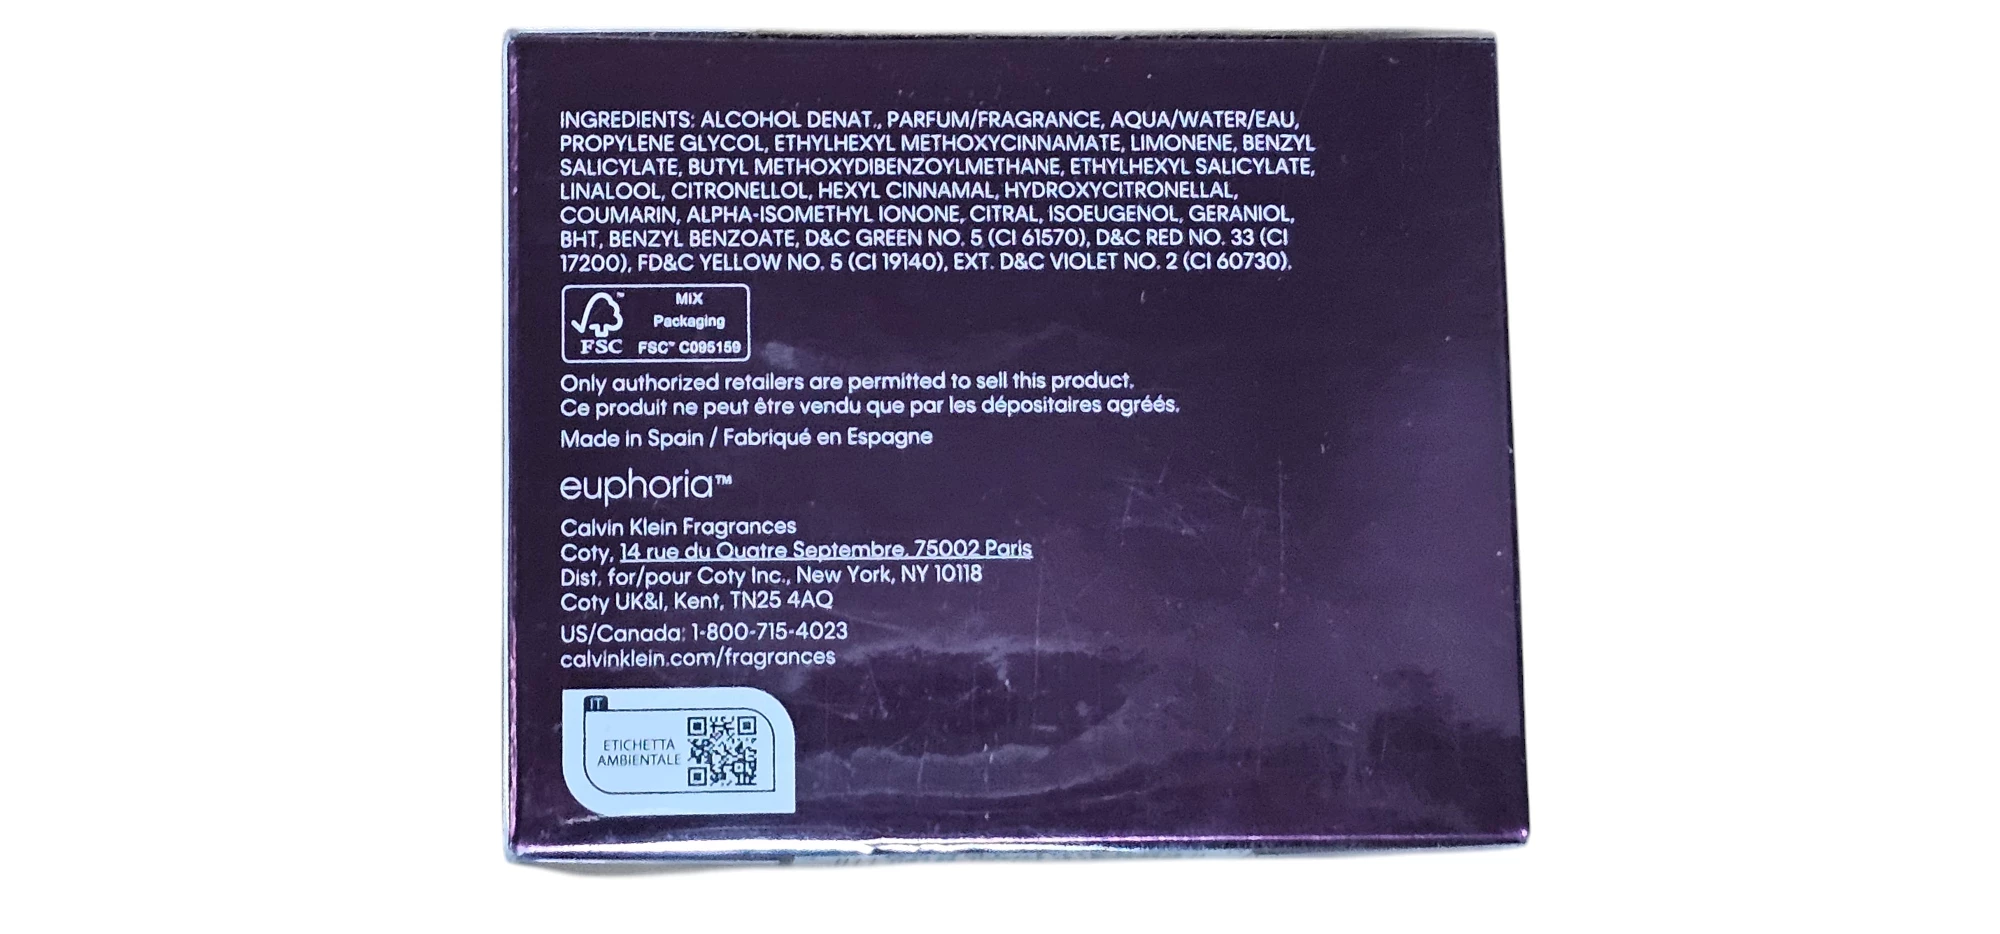 INGREDIENTS: ALCOHOL DENAT., PARFUM/FRAGRANCE, AQUA/WATER/EAU,
PROPYLENE GLYCOL, ETHYLHEXYL METHOXYCINNAMATE, LIMONENE, BENZYL
SALICYLATE, BUTYL METHOXYDIBENZOYLMETHANE, ETHYLHEXYL SALICYLATE,
LINALOOL, CITRONELLOL, HEXYL CINNAMAL, HYDROXYCITRONELLAL,
COUMARIN, ALPHA-ISOMETHYL IONONE, CITRAL, ISOEUGENOL, GERANIOL,
BHT, BENZYL BENZOATE, D&C GREEN NO. 5 (CI 61570), D&C RED NO. 33 (CI
17200), FD&C YELLOW NO. 5 (CI 19140), EXT. D&C VIOLET NO. 2 (CI 60730).
MIX
Packaging
FSC FSC™ C095159
Only authorized retailers are permitted to sell this product.
Ce produit ne peut être vendu que par les dépositaires agréés.
Made in Spain / Fabriqué en Espagne
euphoria™
Calvin Klein Fragrances
Coty, 14 rue du Quatre Septembre, 75002 Paris
Dist. for/pour Coty Inc., New York, NY 10118
Coty UK&I, Kent, TN25 4AQ
US/Canada: 1-800-715-4023
calvinklein.com/fragrances
IT
ETICHETTA
AMBIENTALE